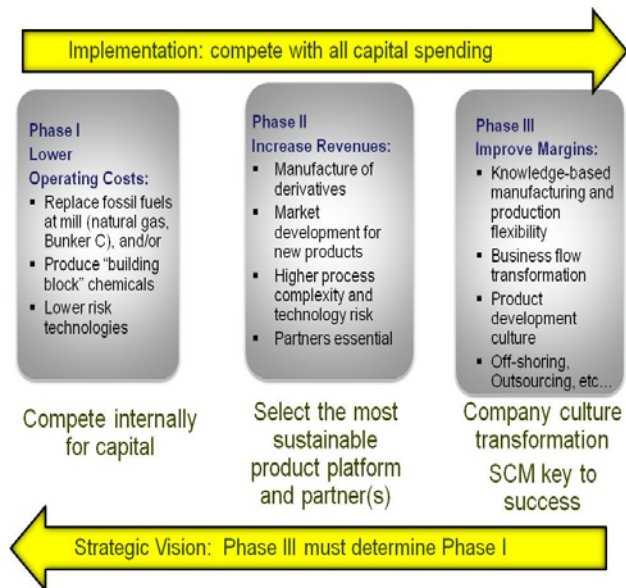 Implementation: compete with all capital spending
Phase I
Lower
Operating Costs:
▪ Replace fossil fuels
at mill (natural gas,
Bunker C), and/or
▪ Produce “building
block” chemicals
▪ Lower risk
technologies
Phase II
Increase Revenues:
▪ Manufacture of
derivatives
▪ Market
development for
new products
▪ Higher process
complexity and
technology risk
▪ Partners essential
Phase III
Improve Margins:
▪ Knowledge-based
manufacturing and
production
flexibility
▪ Business flow
transformation
▪ Product
development
culture
▪ Off-shoring,
Outsourcing, etc...
Compete internally
for capital
Select the most
sustainable
product platform
and partner(s)
Company culture
transformation
SCM key to
success
Strategic Vision: Phase III must determine Phase I